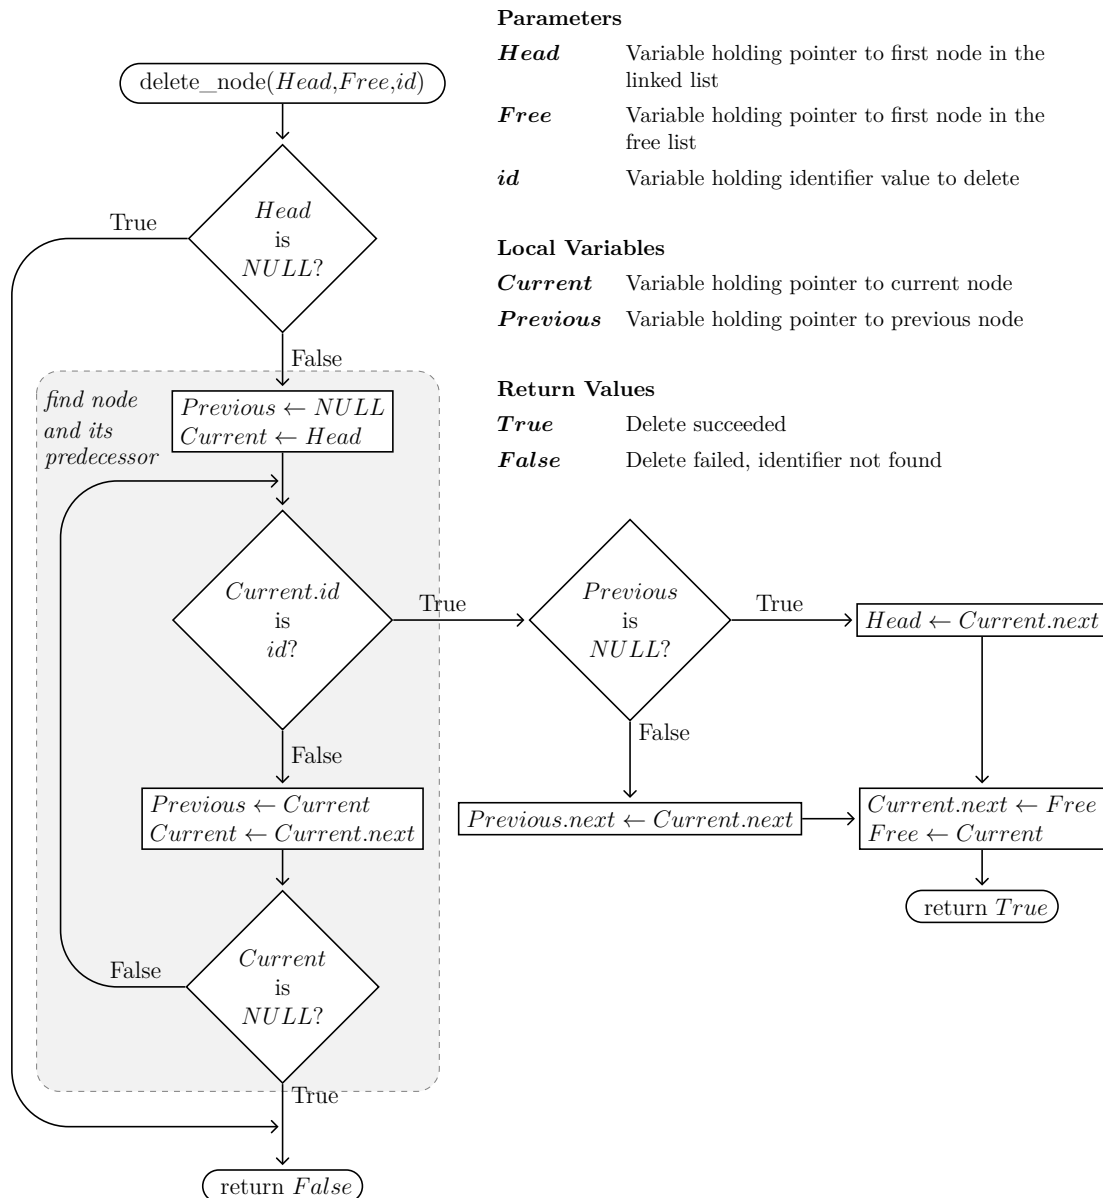 delete_node(Head,Free,id)
Head
is
NULL?
True
False
find node
and its
predecessor
Previous ← NULL
Current ← Head
Current.id
is
id?
True
False
Previous ← Current
Current ← Current.next
Current
is
NULL?
False
True
return False
Previous
is
NULL?
True
False
Head ← Current.next
Previous.next ← Current.next
Current.next ← Free
Free ← Current
return True
Parameters
Head Variable holding pointer to first node in the
linked list
Free Variable holding pointer to first node in the
free list
id Variable holding identifier value to delete
Local Variables
Current Variable holding pointer to current node
Previous Variable holding pointer to previous node
Return Values
True Delete succeeded
False Delete failed, identifier not found